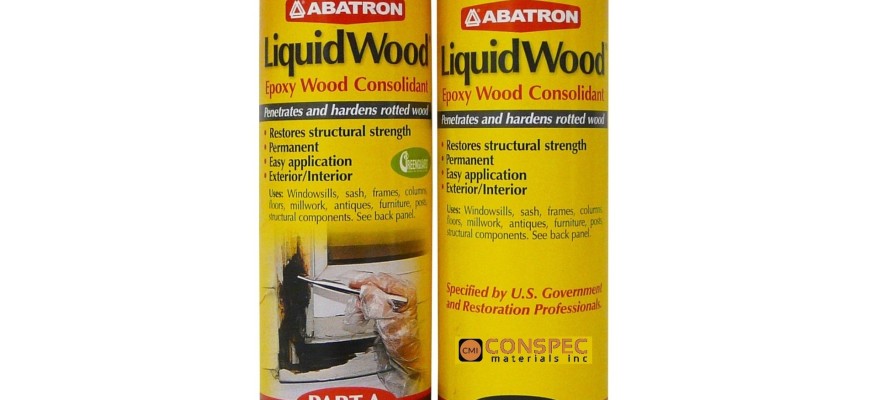 ABATRON
LiquidWood
Epoxy Wood Consolidant
Penetrates and hardens rotted wood
• Restores structural strength
• Permanent
• Easy application
• Exterior/Interior
GREENGUARD
Uses: Windowsills, sash, frames, columns,
floors, millwork, antiques, furniture, posts,
structural components. See back panel.
PART A
ABATRON
LiquidWood
Epoxy Wood Consolidant
Penetrates and hardens rotted wood
• Restores structural strength
• Permanent
• Easy application
• Exterior/Interior
Uses: Windowsills, sash, frames, columns,
floors, millwork, antiques, furniture, posts,
structural components. See back panel.
Specified by U.S. Government
and Restoration Professionals.
CMI CONSPEC
materials inc